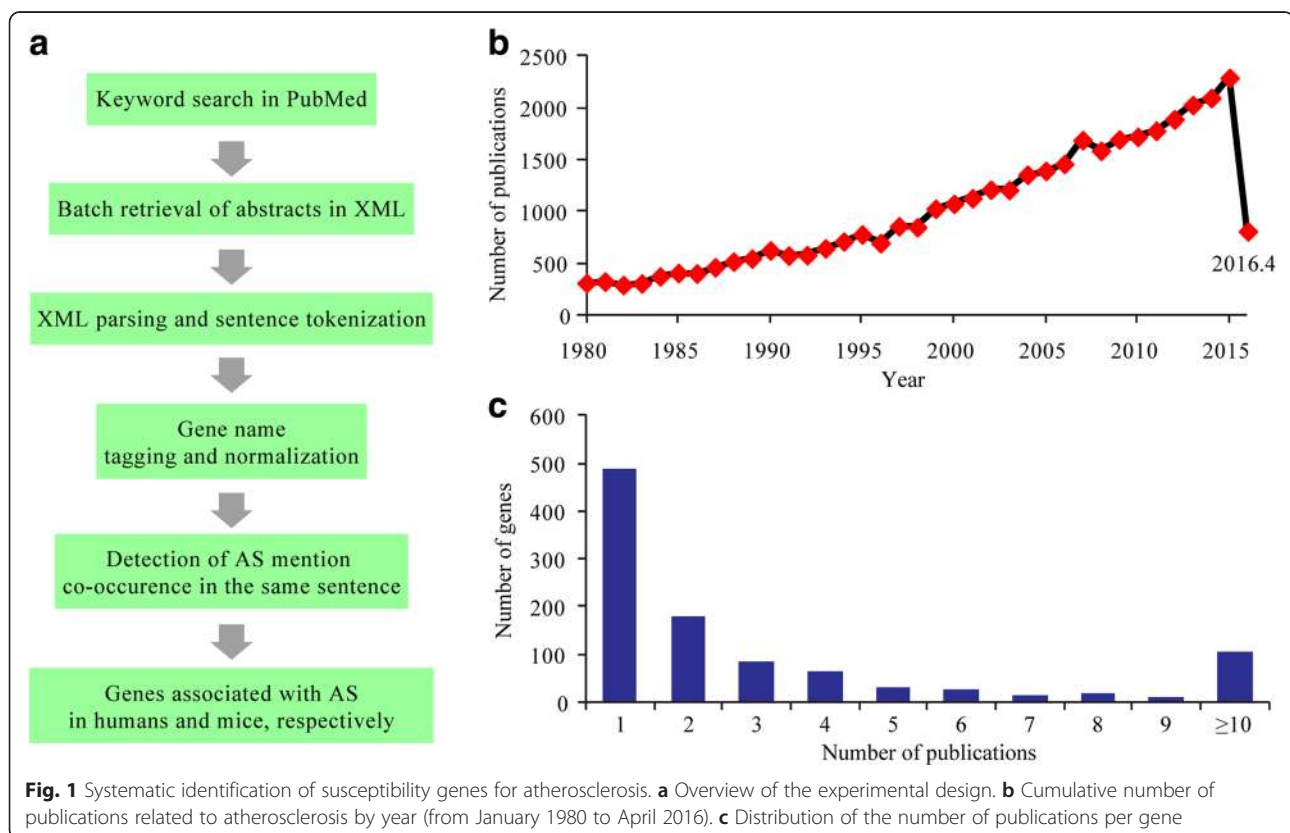 a
Keyword search in PubMed
Batch retrieval of abstracts in XML
XML parsing and sentence tokenization
Gene name
tagging and normalization
Detection of AS mention
co-occurence in the same sentence
Genes associated with AS
in humans and mice, respectively
b
Number of publications
2500
2000
1500
1000
500
0
2016.4
1980 1985 1990 1995 2000 2005 2010 2015
Year
c
Number of genes
600
500
400
300
200
100
0
1 2 3 4 5 6 7 8 9 ≥10
Number of publications
Fig. 1 Systematic identification of susceptibility genes for atherosclerosis. a Overview of the experimental design. b Cumulative number of
publications related to atherosclerosis by year (from January 1980 to April 2016). c Distribution of the number of publications per gene